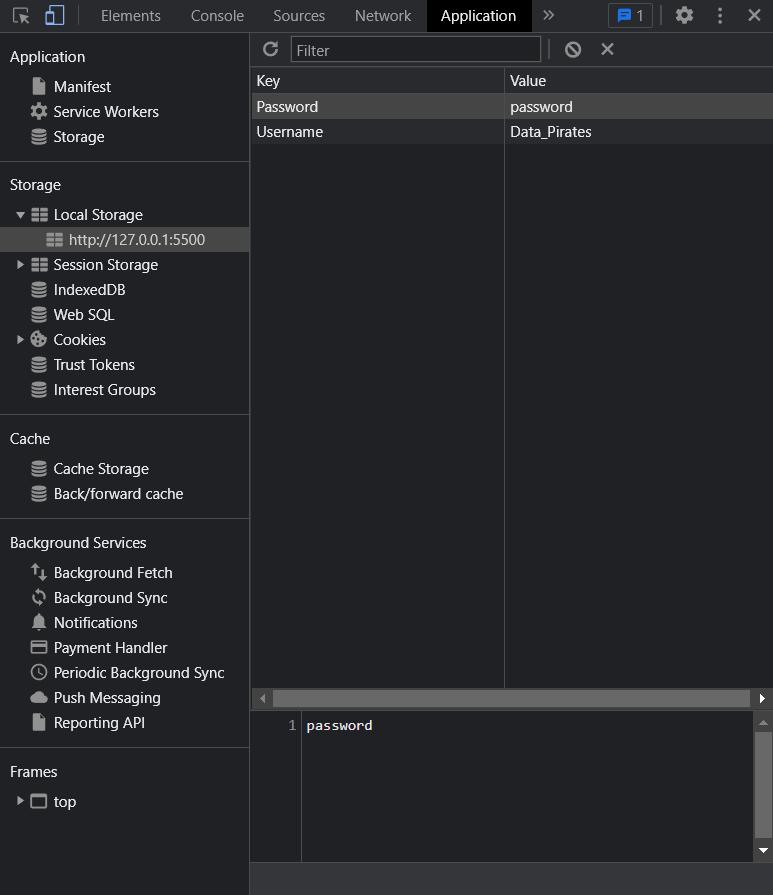 Elements Console Sources Network Application 1
Application
Manifest
Service Workers
Storage
Storage
Local Storage
http://127.0.0.1:5500
Session Storage
IndexedDB
Web SQL
Cookies
Trust Tokens
Interest Groups
Cache
Cache Storage
Back/forward cache
Background Services
Background Fetch
Background Sync
Notifications
Payment Handler
Periodic Background Sync
Push Messaging
Reporting API
Frames
top
Filter
Key Value
Password password
Username Data_Pirates
1 password